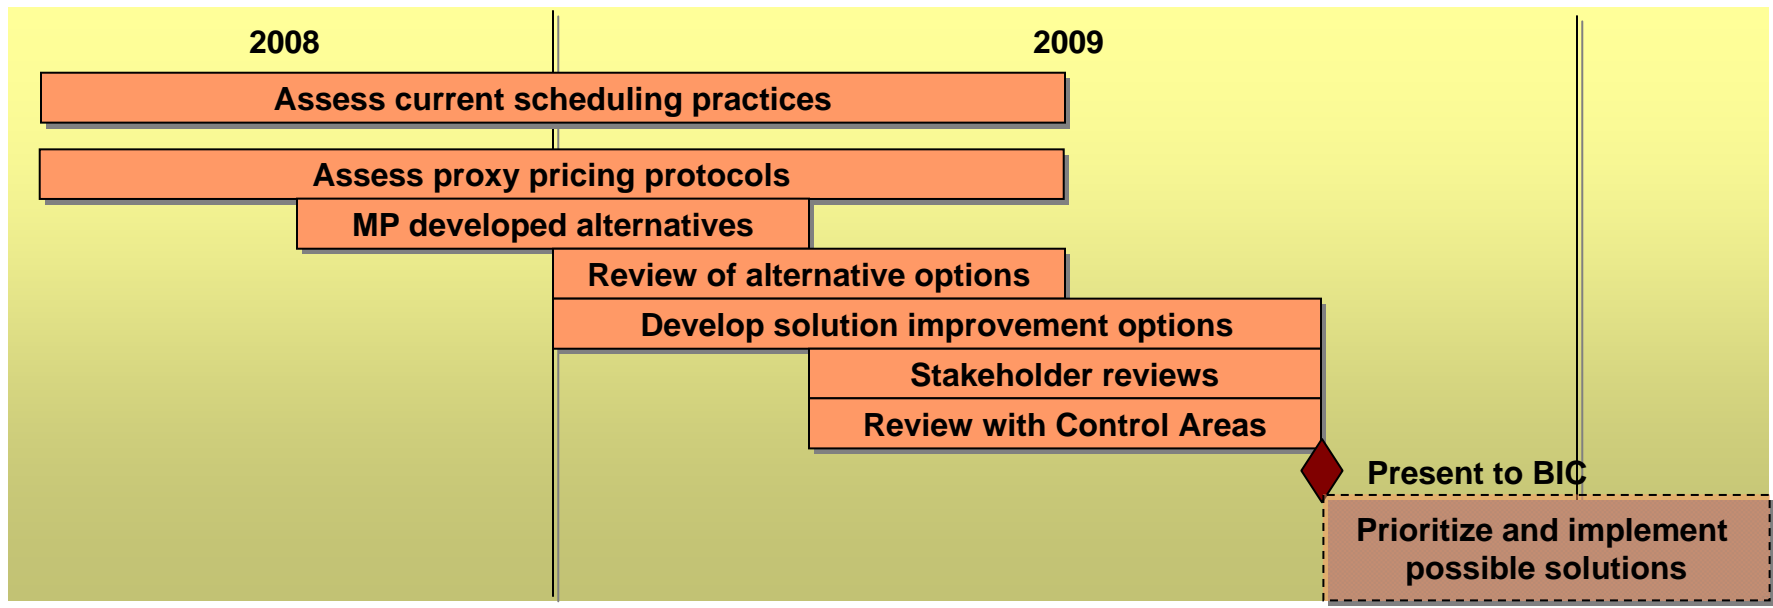 2008
2009
Assess current scheduling practices
Assess proxy pricing protocols
MP developed alternatives
Review of alternative options
Develop solution improvement options
Stakeholder reviews
Review with Control Areas
Present to BIC
Prioritize and implement
possible solutions